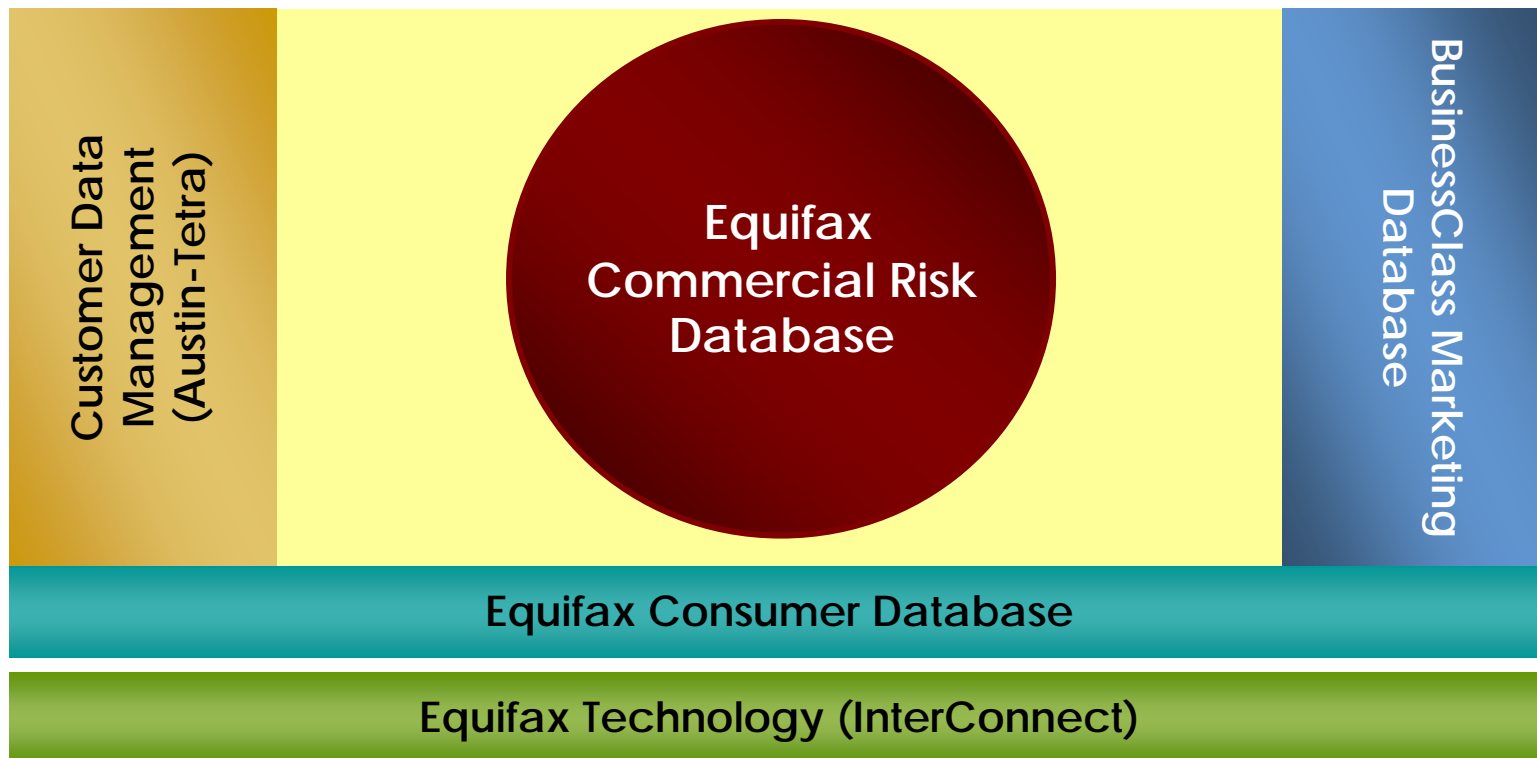 Customer Data
Management
(Austin-Tetra)
Equifax
Commercial Risk
Database
BusinessClass Marketing
Database
Equifax Consumer Database
Equifax Technology (InterConnect)